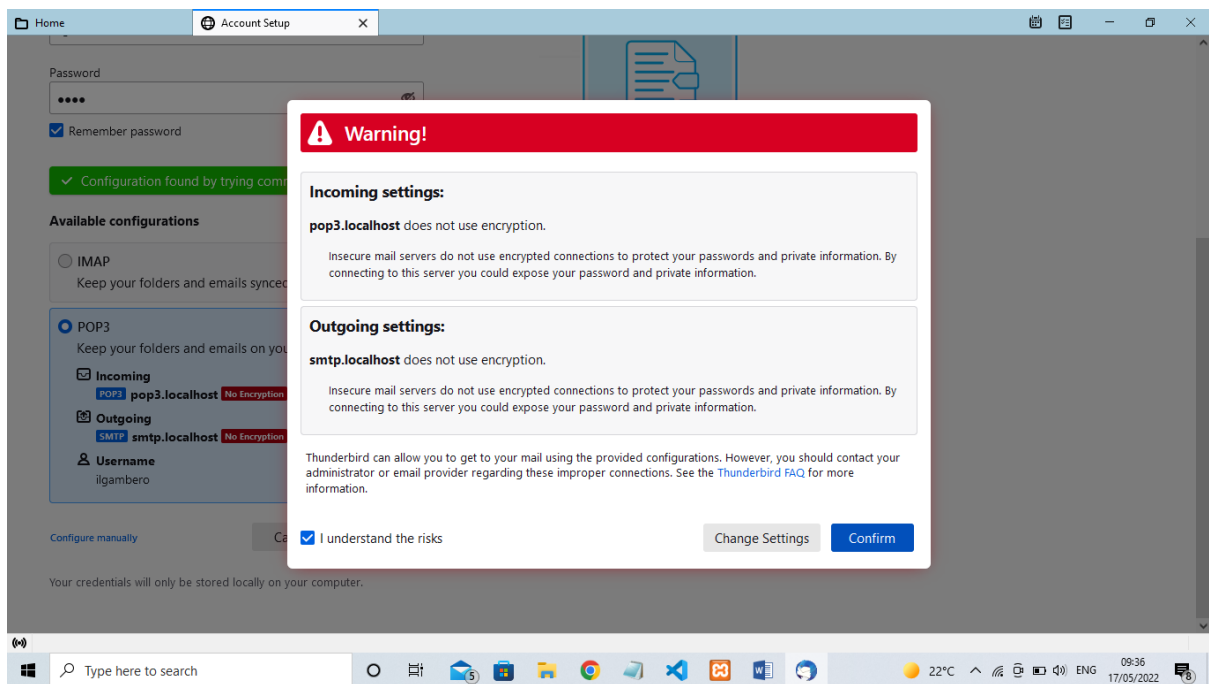 Home
Account Setup
Password
Remember password
Configuration found by trying com
Available configurations
IMAP
Keep your folders and emails synced
POP3
Keep your folders and emails on you
Incoming
POP3 pop3.localhost No Encryption
Outgoing
SMTP smtp.localhost No Encryption
Username
ilgambero
Configure manually
Ca
Your credentials will only be stored locally on your computer.
Warning!
Incoming settings:
pop3.localhost does not use encryption.
Insecure mail servers do not use encrypted connections to protect your passwords and private information. By
connecting to this server you could expose your password and private information.
Outgoing settings:
smtp.localhost does not use encryption.
Insecure mail servers do not use encrypted connections to protect your passwords and private information. By
connecting to this server you could expose your password and private information.
Thunderbird can allow you to get to your mail using the provided configurations. However, you should contact your
administrator or email provider regarding these improper connections. See the Thunderbird FAQ for more
information.
I understand the risks
Change Settings
Confirm
Type here to search
5
22°C
ENG
09:36
17/05/2022
8